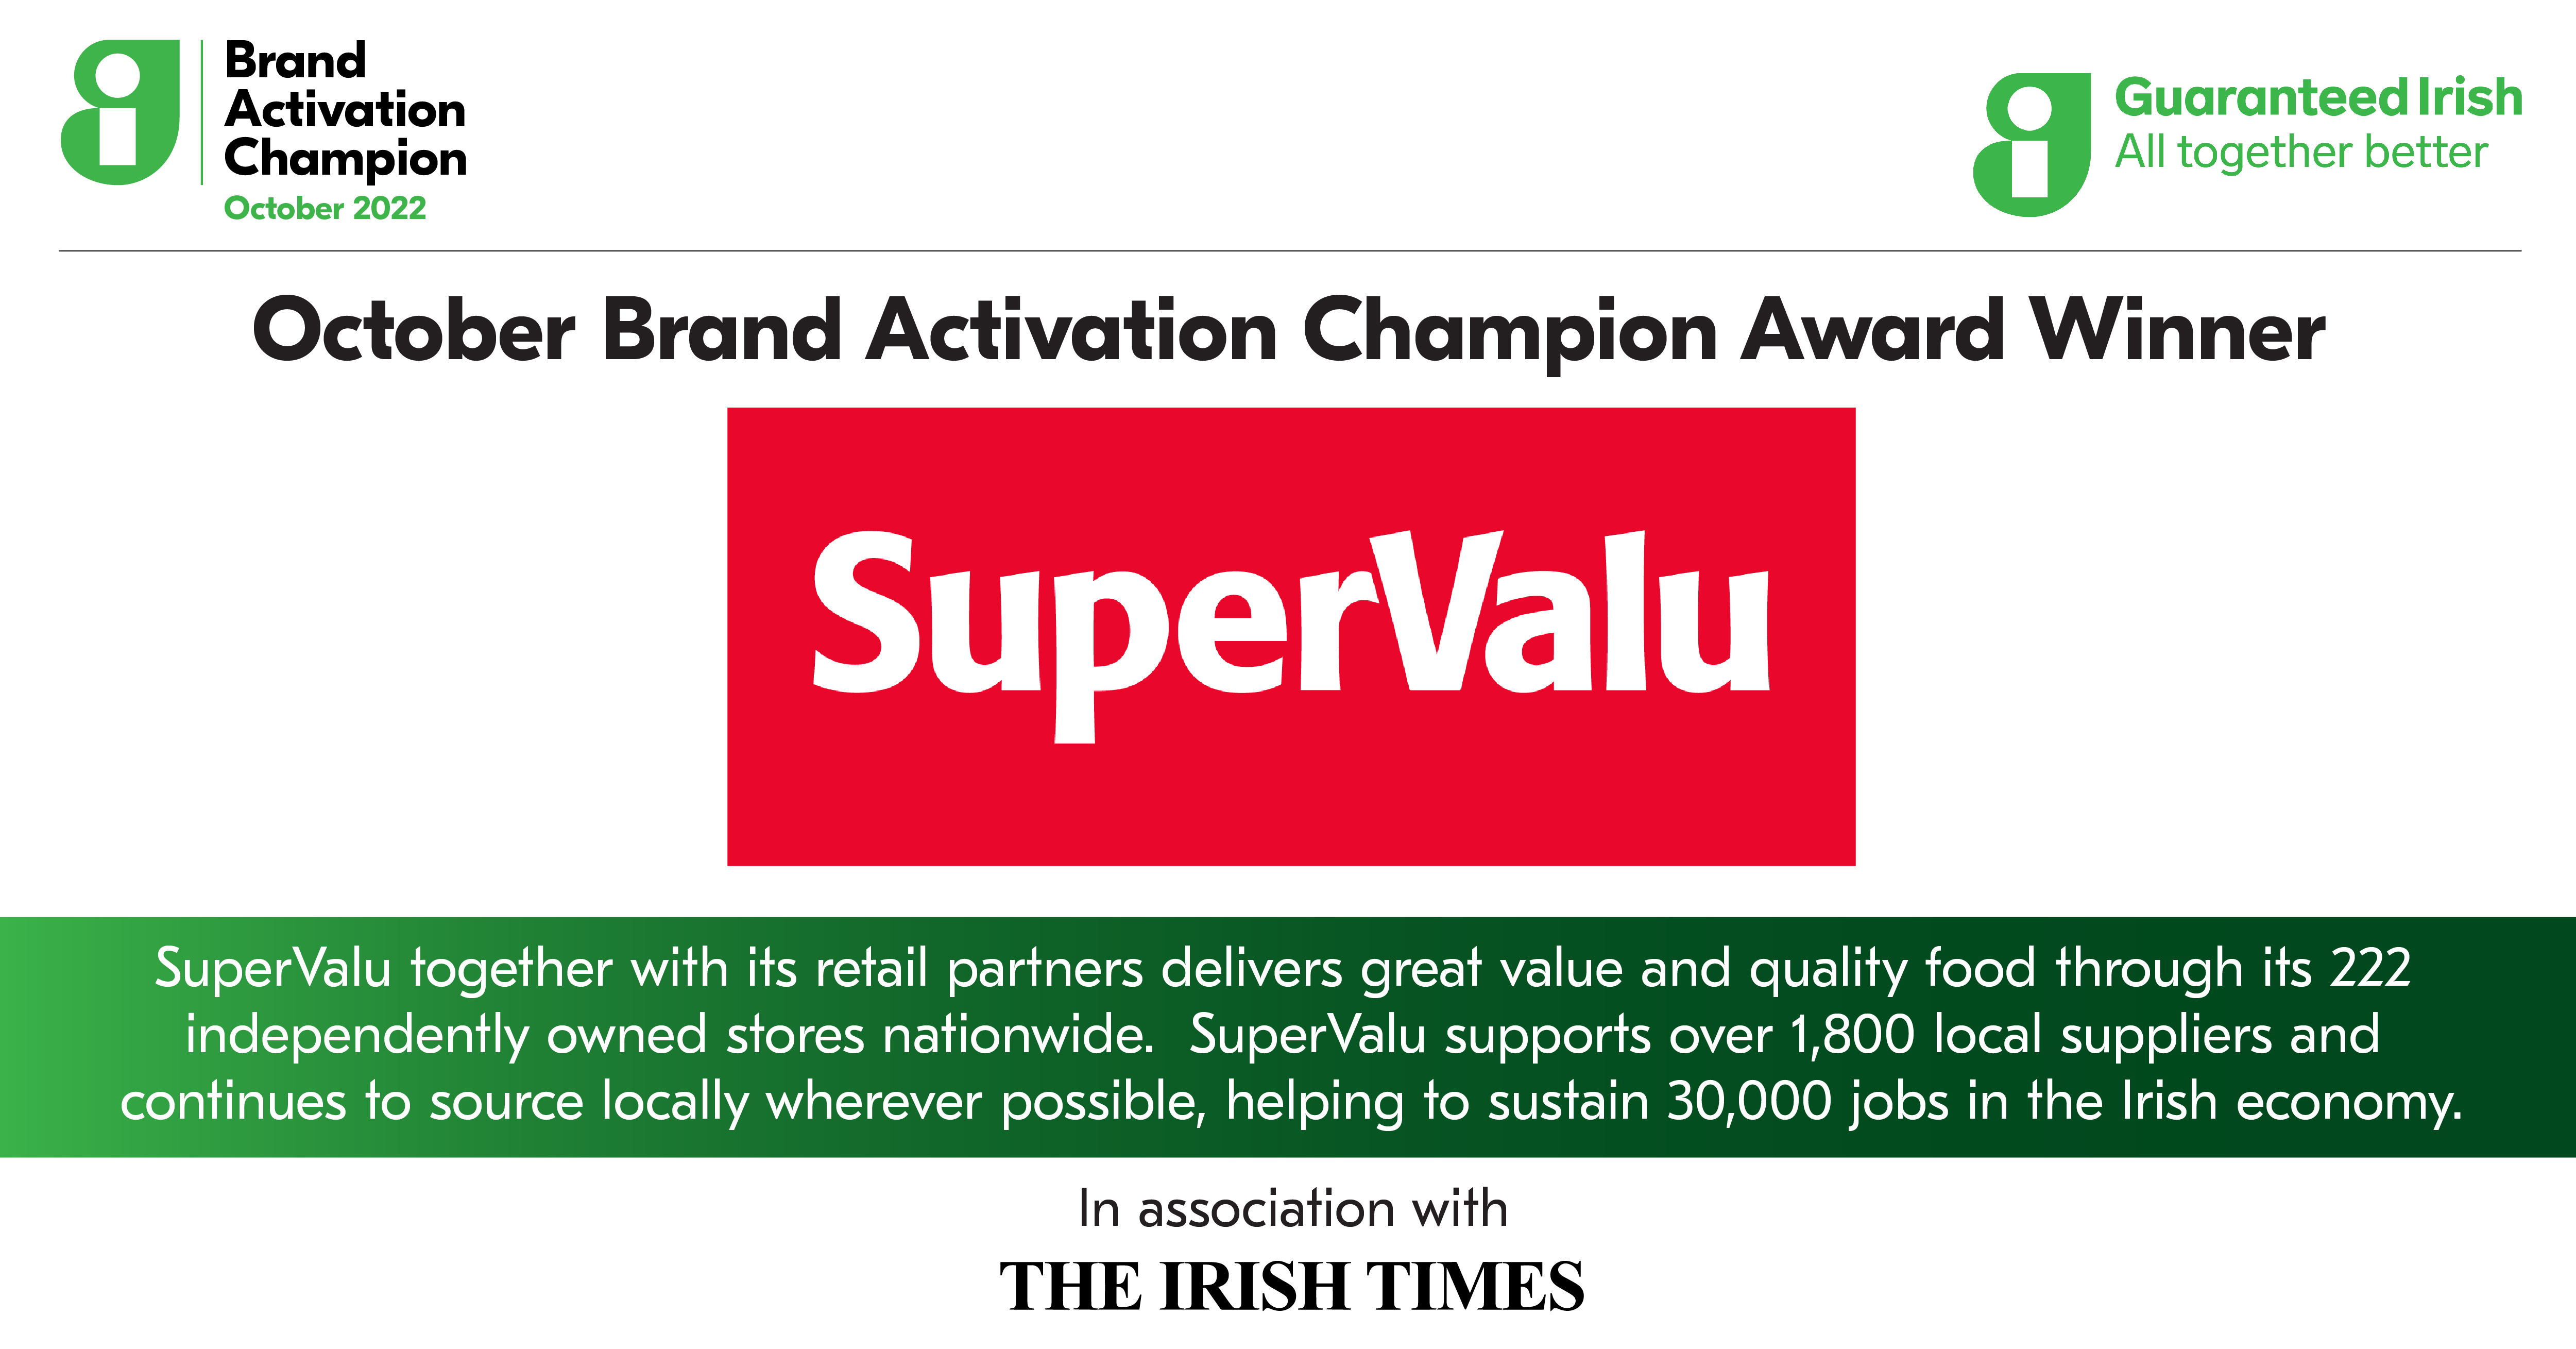 Brand
Activation
Champion
October 2022
Guaranteed Irish
All together better
October Brand Activation Champion Award Winner
SuperValu
SuperValu together with its retail partners delivers great value and quality food through its 222
independently owned stores nationwide.  SuperValu supports over 1,800 local suppliers and
continues to source locally wherever possible, helping to sustain 30,000 jobs in the Irish economy.
In association with
THE IRISH TIMES